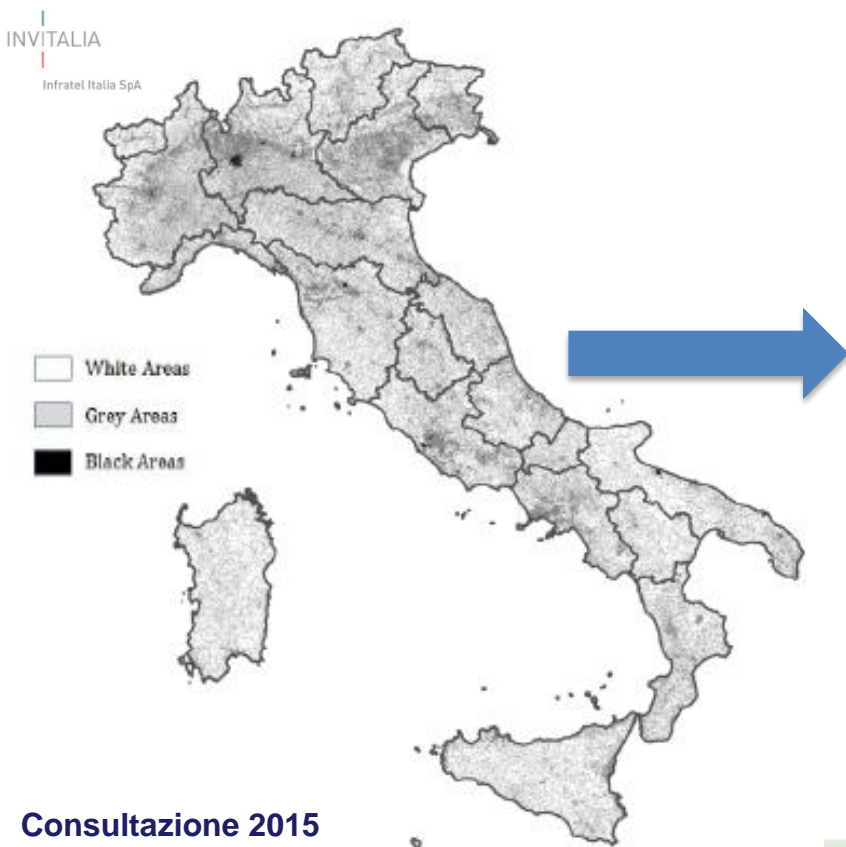 INVITALIA
Infratel Italia SpA
White Areas
Grey Areas
Black Areas
Consultazione 2015